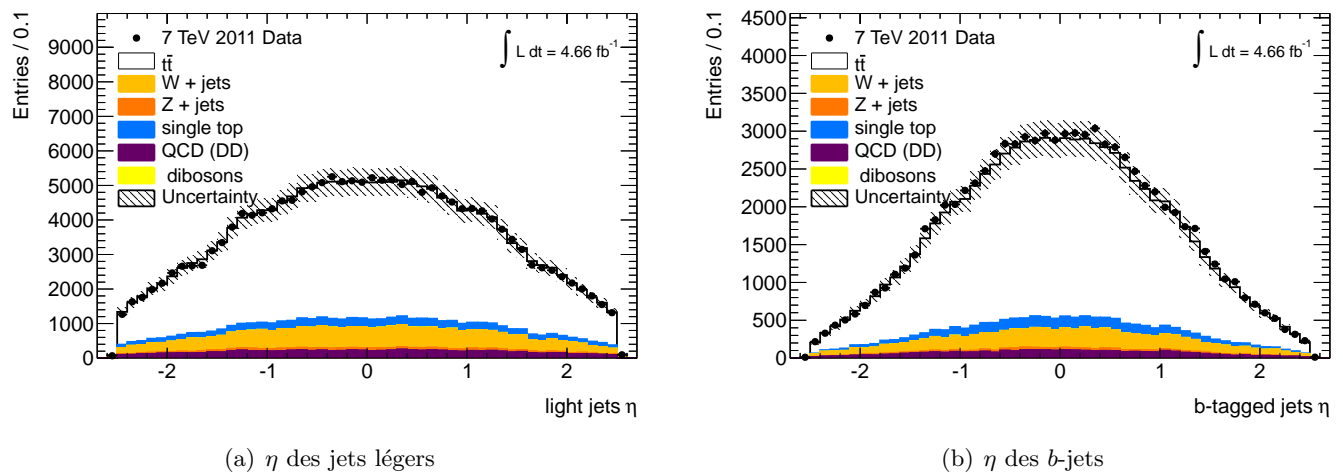 Entries / 0.1
9000
8000
7000
6000
5000
4000
3000
2000
1000
0
7 TeV 2011 Data
tt̄
W + jets
Z + jets
single top
QCD (DD)
dibosons
Uncertainty
∫ L dt = 4.66 fb⁻¹
-2 -1 0 1 2
light jets η
(a) η des jets légers
Entries / 0.1
4500
4000
3500
3000
2500
2000
1500
1000
500
0
7 TeV 2011 Data
tt̄
W + jets
Z + jets
single top
QCD (DD)
dibosons
Uncertainty
∫ L dt = 4.66 fb⁻¹
-2 -1 0 1 2
b-tagged jets η
(b) η des b-jets